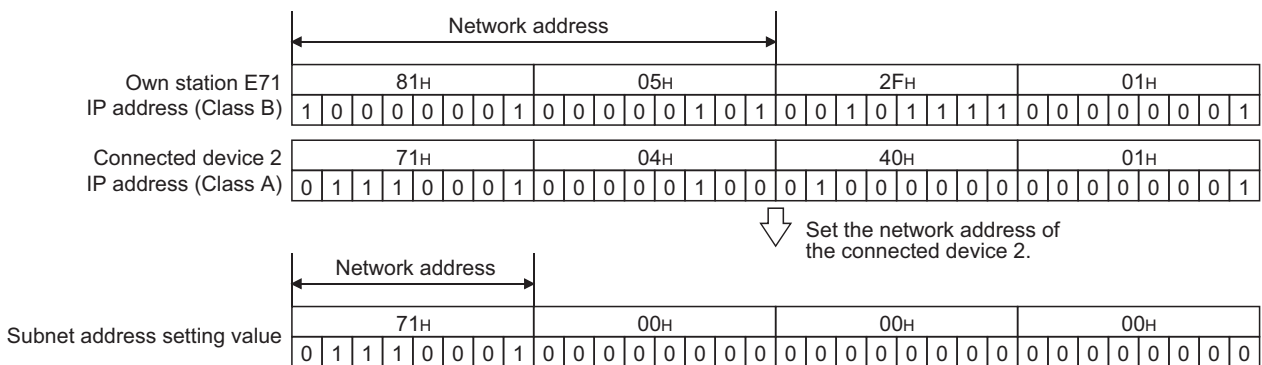 Network address
Own station E71
IP address (Class B)
81H 05H 2FH 01H
1 0 0 0 0 0 0 1 0 0 0 0 0 1 0 1 0 0 1 0 1 1 1 1 0 0 0 0 0 0 0 1
Connected device 2
IP address (Class A)
71H 04H 40H 01H
0 1 1 1 0 0 0 1 0 0 0 0 0 1 0 0 0 1 0 0 0 0 0 0 0 0 0 0 0 0 0 1
Set the network address of
the connected device 2.
Network address
Subnet address setting value
71H 00H 00H 00H
0 1 1 1 0 0 0 1 0 0 0 0 0 0 0 0 0 0 0 0 0 0 0 0 0 0 0 0 0 0 0 0